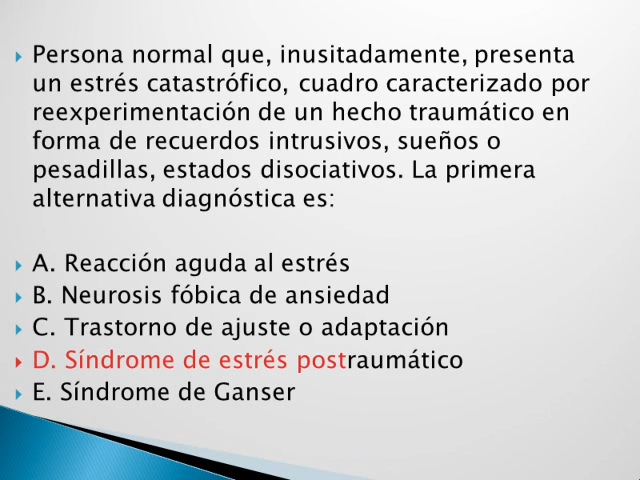 Persona normal que, inusitadamente, presenta
un estrés catastrófico, cuadro caracterizado por
reexperimentación de un hecho traumático en
forma de recuerdos intrusivos, sueños o
pesadillas, estados disociativos. La primera
alternativa diagnóstica es:
A. Reacción aguda al estrés
B. Neurosis fóbica de ansiedad
C. Trastorno de ajuste o adaptación
D. Síndrome de estrés postraumático
E. Síndrome de Ganser